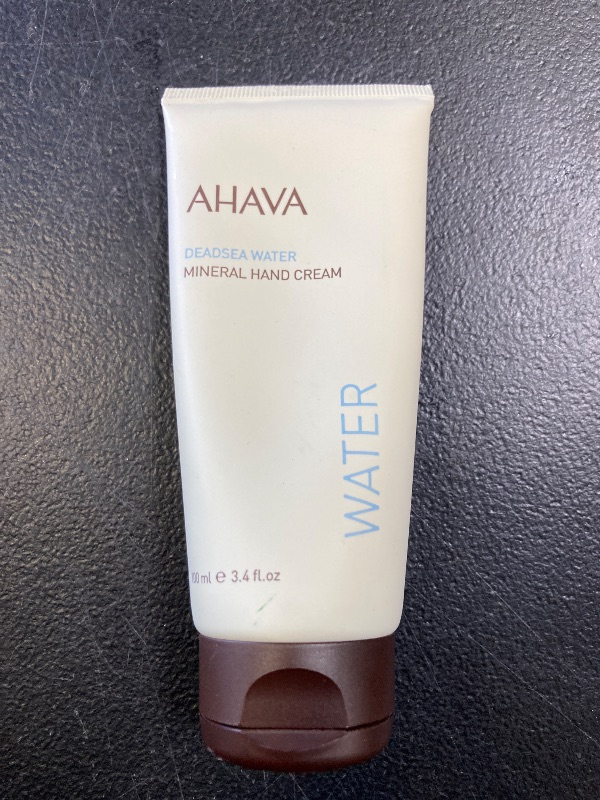 AHAVA
DEADSEA WATER
MINERAL HAND CREAM
WATER
100 ml ℮ 3.4 fl.oz